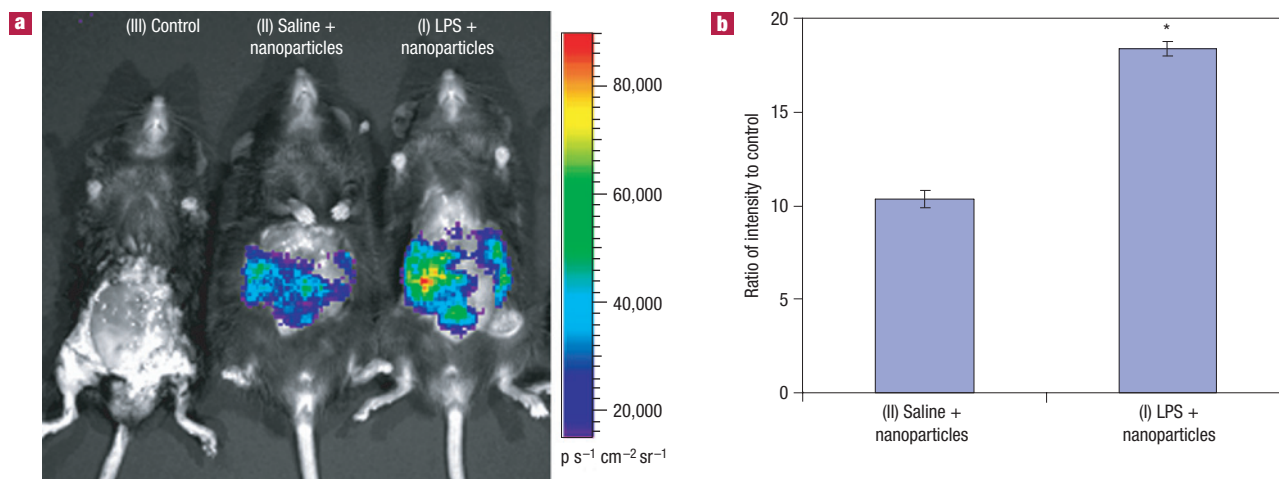 a
(III) Control
(II) Saline +
nanoparticles
(I) LPS +
nanoparticles
80,000
60,000
40,000
20,000
p s⁻¹ cm⁻² sr⁻¹
b
Ratio of intensity to control
20
15
10
5
0
*
(II) Saline +
nanoparticles
(I) LPS +
nanoparticles